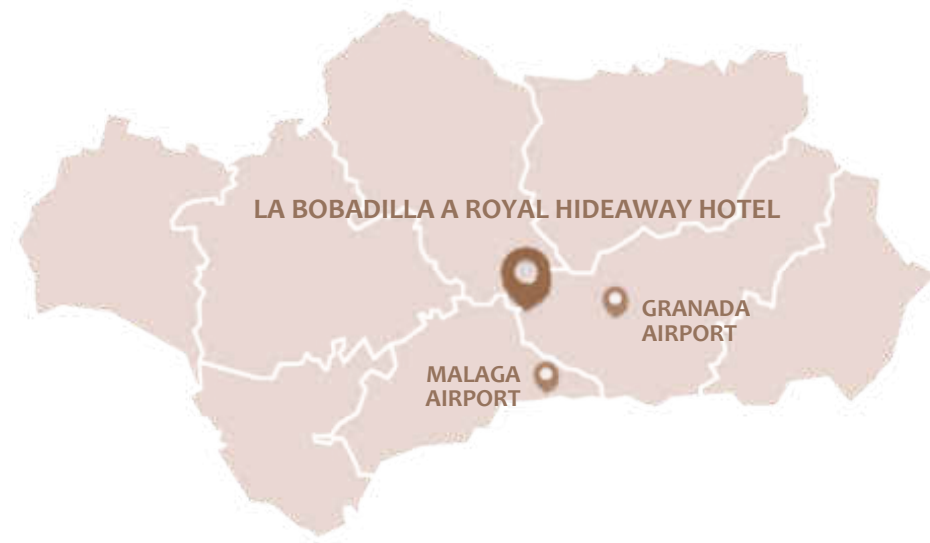 LA BOBADILLA A ROYAL HIDEAWAY HOTEL
GRANADA
AIRPORT
MALAGA
AIRPORT